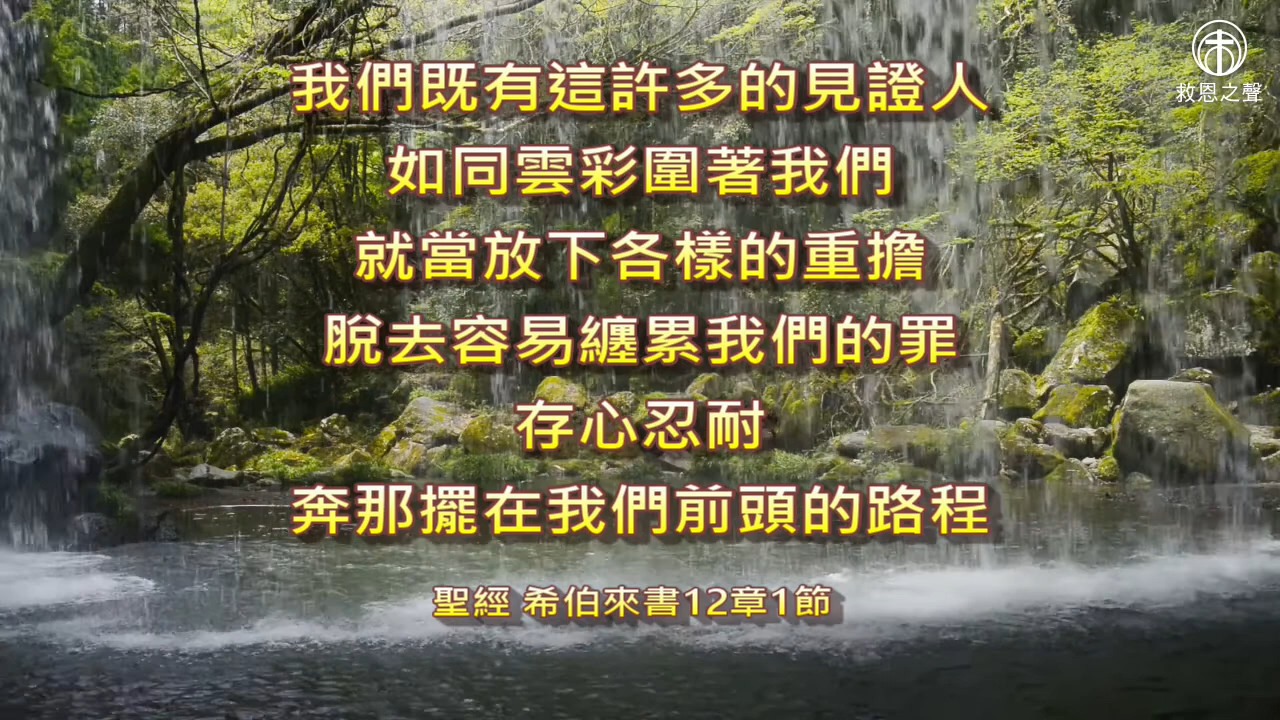 救恩之聲
我們既有這許多的見證人
如同雲彩圍著我們
就當放下各樣的重擔
脫去容易纏累我們的罪
存心忍耐
奔那擺在我們前頭的路程
聖經 希伯來書12章1節